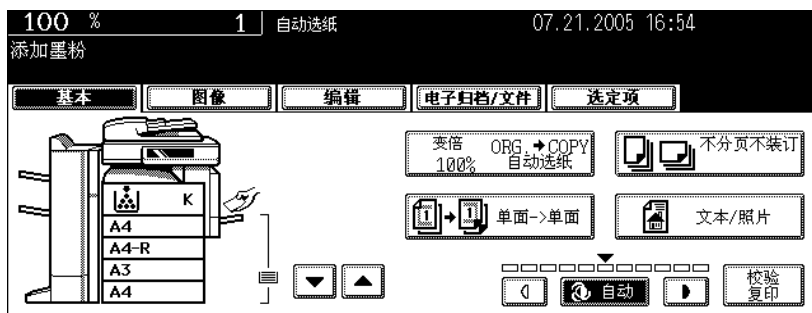 100 % 1 自动选纸 07.21.2005 16:54
添加墨粉
基本 图像 编辑 电子归档/文件 选定项
变倍 ORG.➔COPY
100% 自动选纸
不分页不装订
K
A4
A4-R
A3
A4
1➔1 单面->单面
文本/照片
自动
校验
复印